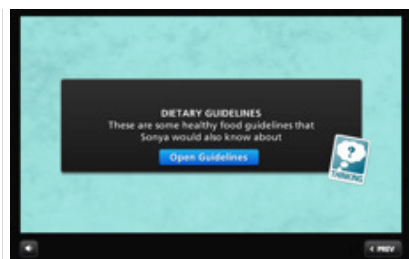 DIETARY GUIDELINES
These are some healthy food guidelines that
Sonya would also know about
Open Guidelines
?
THINKING
< PREV